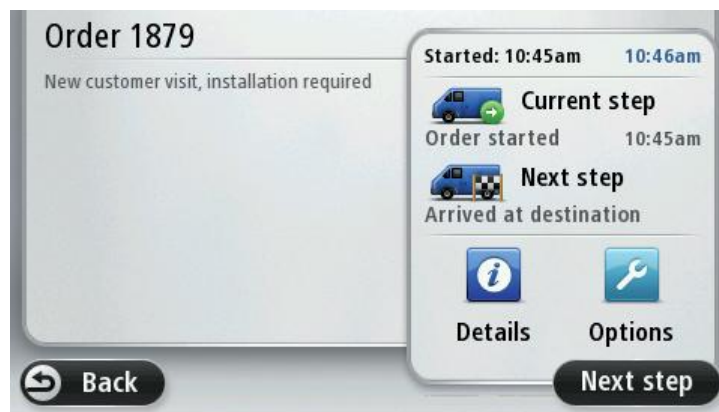 Order 1879
New customer visit, installation required
Started: 10:45am 10:46am
Current step
Order started 10:45am
Next step
Arrived at destination
Details Options
Back
Next step